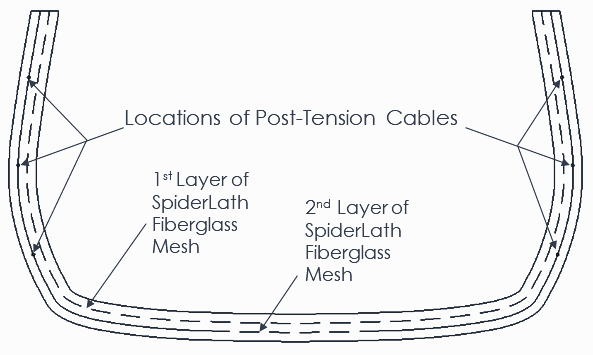 Locations of Post-Tension Cables
1st Layer of
SpiderLath
Fiberglass
Mesh
2nd Layer of
SpiderLath
Fiberglass
Mesh